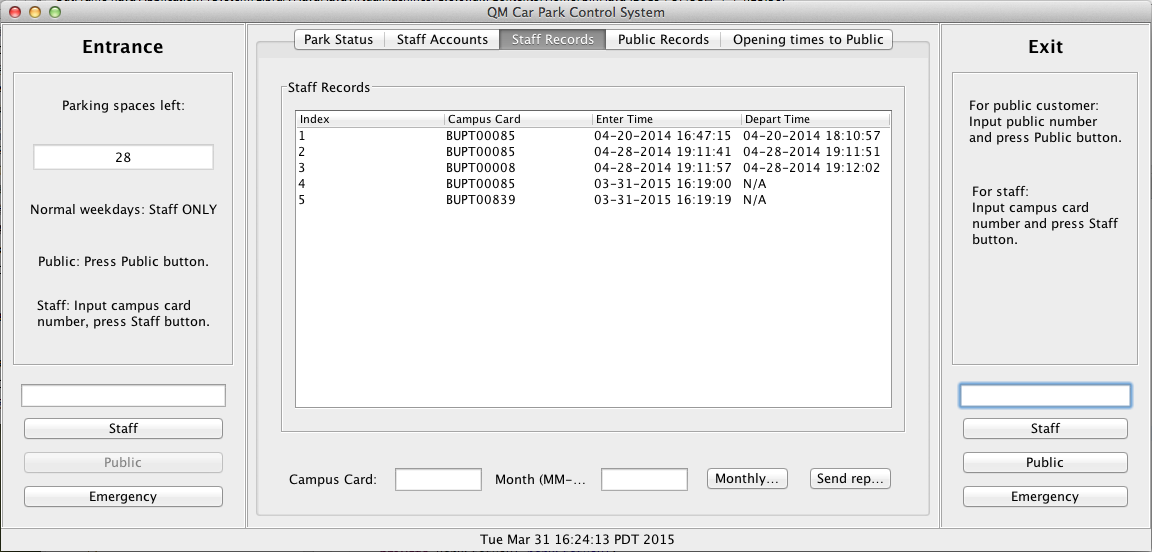 QM Car Park Control System
Entrance
Parking spaces left:
28
Normal weekdays: Staff ONLY
Public: Press Public button.
Staff: Input campus card
number, press Staff button.
Staff
Public
Emergency
Park Status Staff Accounts Staff Records Public Records Opening times to Public
Staff Records
Index Campus Card Enter Time Depart Time
1 BUPT00085 04-20-2014 16:47:15 04-20-2014 18:10:57
2 BUPT00085 04-28-2014 19:11:41 04-28-2014 19:11:51
3 BUPT00008 04-28-2014 19:11:57 04-28-2014 19:12:02
4 BUPT00085 03-31-2015 16:19:00 N/A
5 BUPT00839 03-31-2015 16:19:19 N/A
Campus Card: Month (MM-... Monthly... Send rep...
Exit
For public customer:
Input public number
and press Public button.
For staff:
Input campus card
number and press Staff
button.
Staff
Public
Emergency
Tue Mar 31 16:24:13 PDT 2015